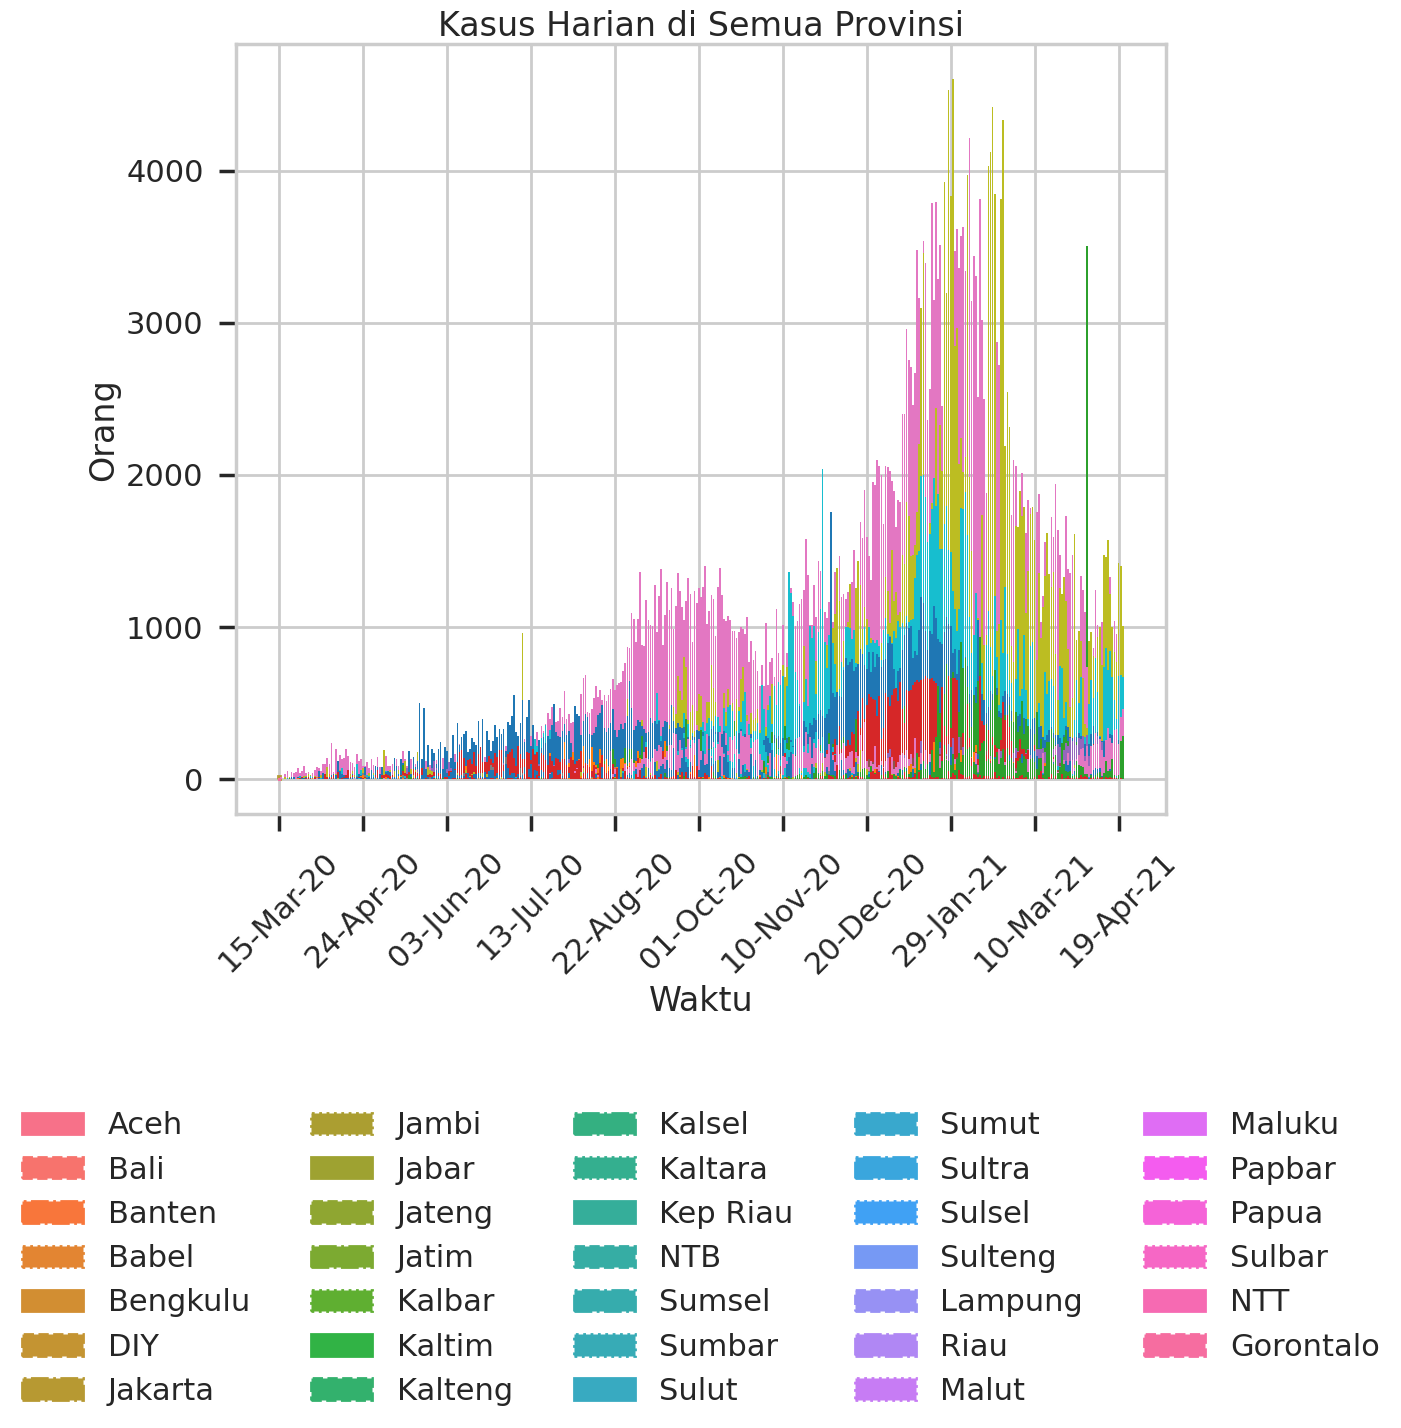 Kasus Harian di Semua Provinsi
4000
3000
2000
1000
0
Orang
15-Mar-20
24-Apr-20
03-Jun-20
13-Jul-20
22-Aug-20
01-Oct-20
10-Nov-20
20-Dec-20
29-Jan-21
10-Mar-21
19-Apr-21
Waktu
Aceh
Bali
Banten
Babel
Bengkulu
DIY
Jakarta
Jambi
Jabar
Jateng
Jatim
Kalbar
Kaltim
Kalteng
Kalsel
Kaltara
Kep Riau
NTB
Sumsel
Sumbar
Sulut
Sumut
Sultra
Sulsel
Sulteng
Lampung
Riau
Malut
Maluku
Papbar
Papua
Sulbar
NTT
Gorontalo